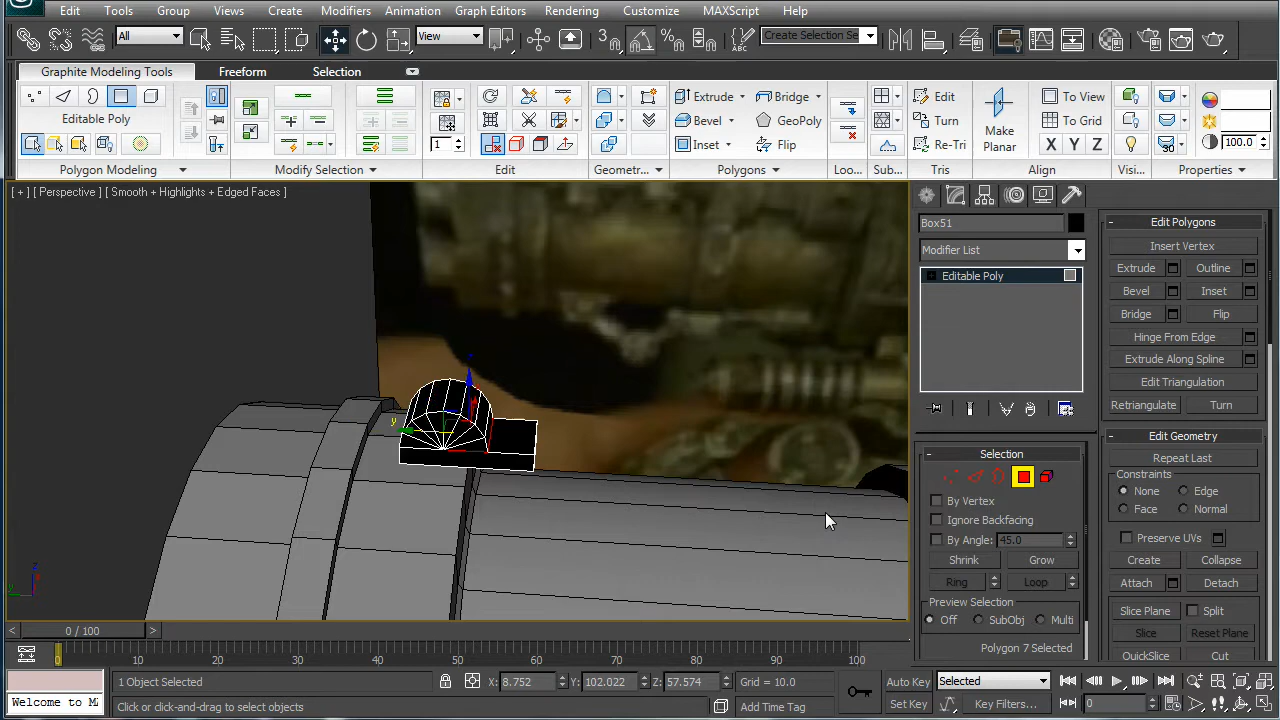 Edit Tools Group Views Create Modifiers Animation Graph Editors Rendering Customize MAXScript Help
All View 3 Create Selection Se
Graphite Modeling Tools Freeform Selection
Extrude Bridge Edit To View
Editable Poly Bevel GeoPoly Turn Make Planar To Grid
1 Inset Flip Re-Tri X Y Z 100.0
Polygon Modeling Modify Selection Edit Geometr... Polygons Loo... Sub... Tris Align Visi... Properties
[ + ] [ Perspective ] [ Smooth + Highlights + Edged Faces ]
Box51
Modifier List
Editable Poly
Selection
By Vertex
Ignore Backfacing
By Angle: 45.0
Shrink Grow
Ring Loop
Preview Selection
Off SubObj Multi
Polygon 7 Selected
Edit Polygons
Insert Vertex
Extrude Outline
Bevel Inset
Bridge Flip
Hinge From Edge
Extrude Along Spline
Edit Triangulation
Retriangulate Turn
Edit Geometry
Repeat Last
Constraints
None Edge
Face Normal
Preserve UVs
Create Collapse
Attach Detach
Slice Plane Split
Slice Reset Plane
QuickSlice Cut
z
y
< 0 / 100 >
0 10 20 30 40 50 60 70 80 90 100
1 Object Selected X: 8.752 Y: 102.022 Z: 57.574 Grid = 10.0 Auto Key Selected
Welcome to M Click or click-and-drag to select objects Add Time Tag Set Key Key Filters... 0